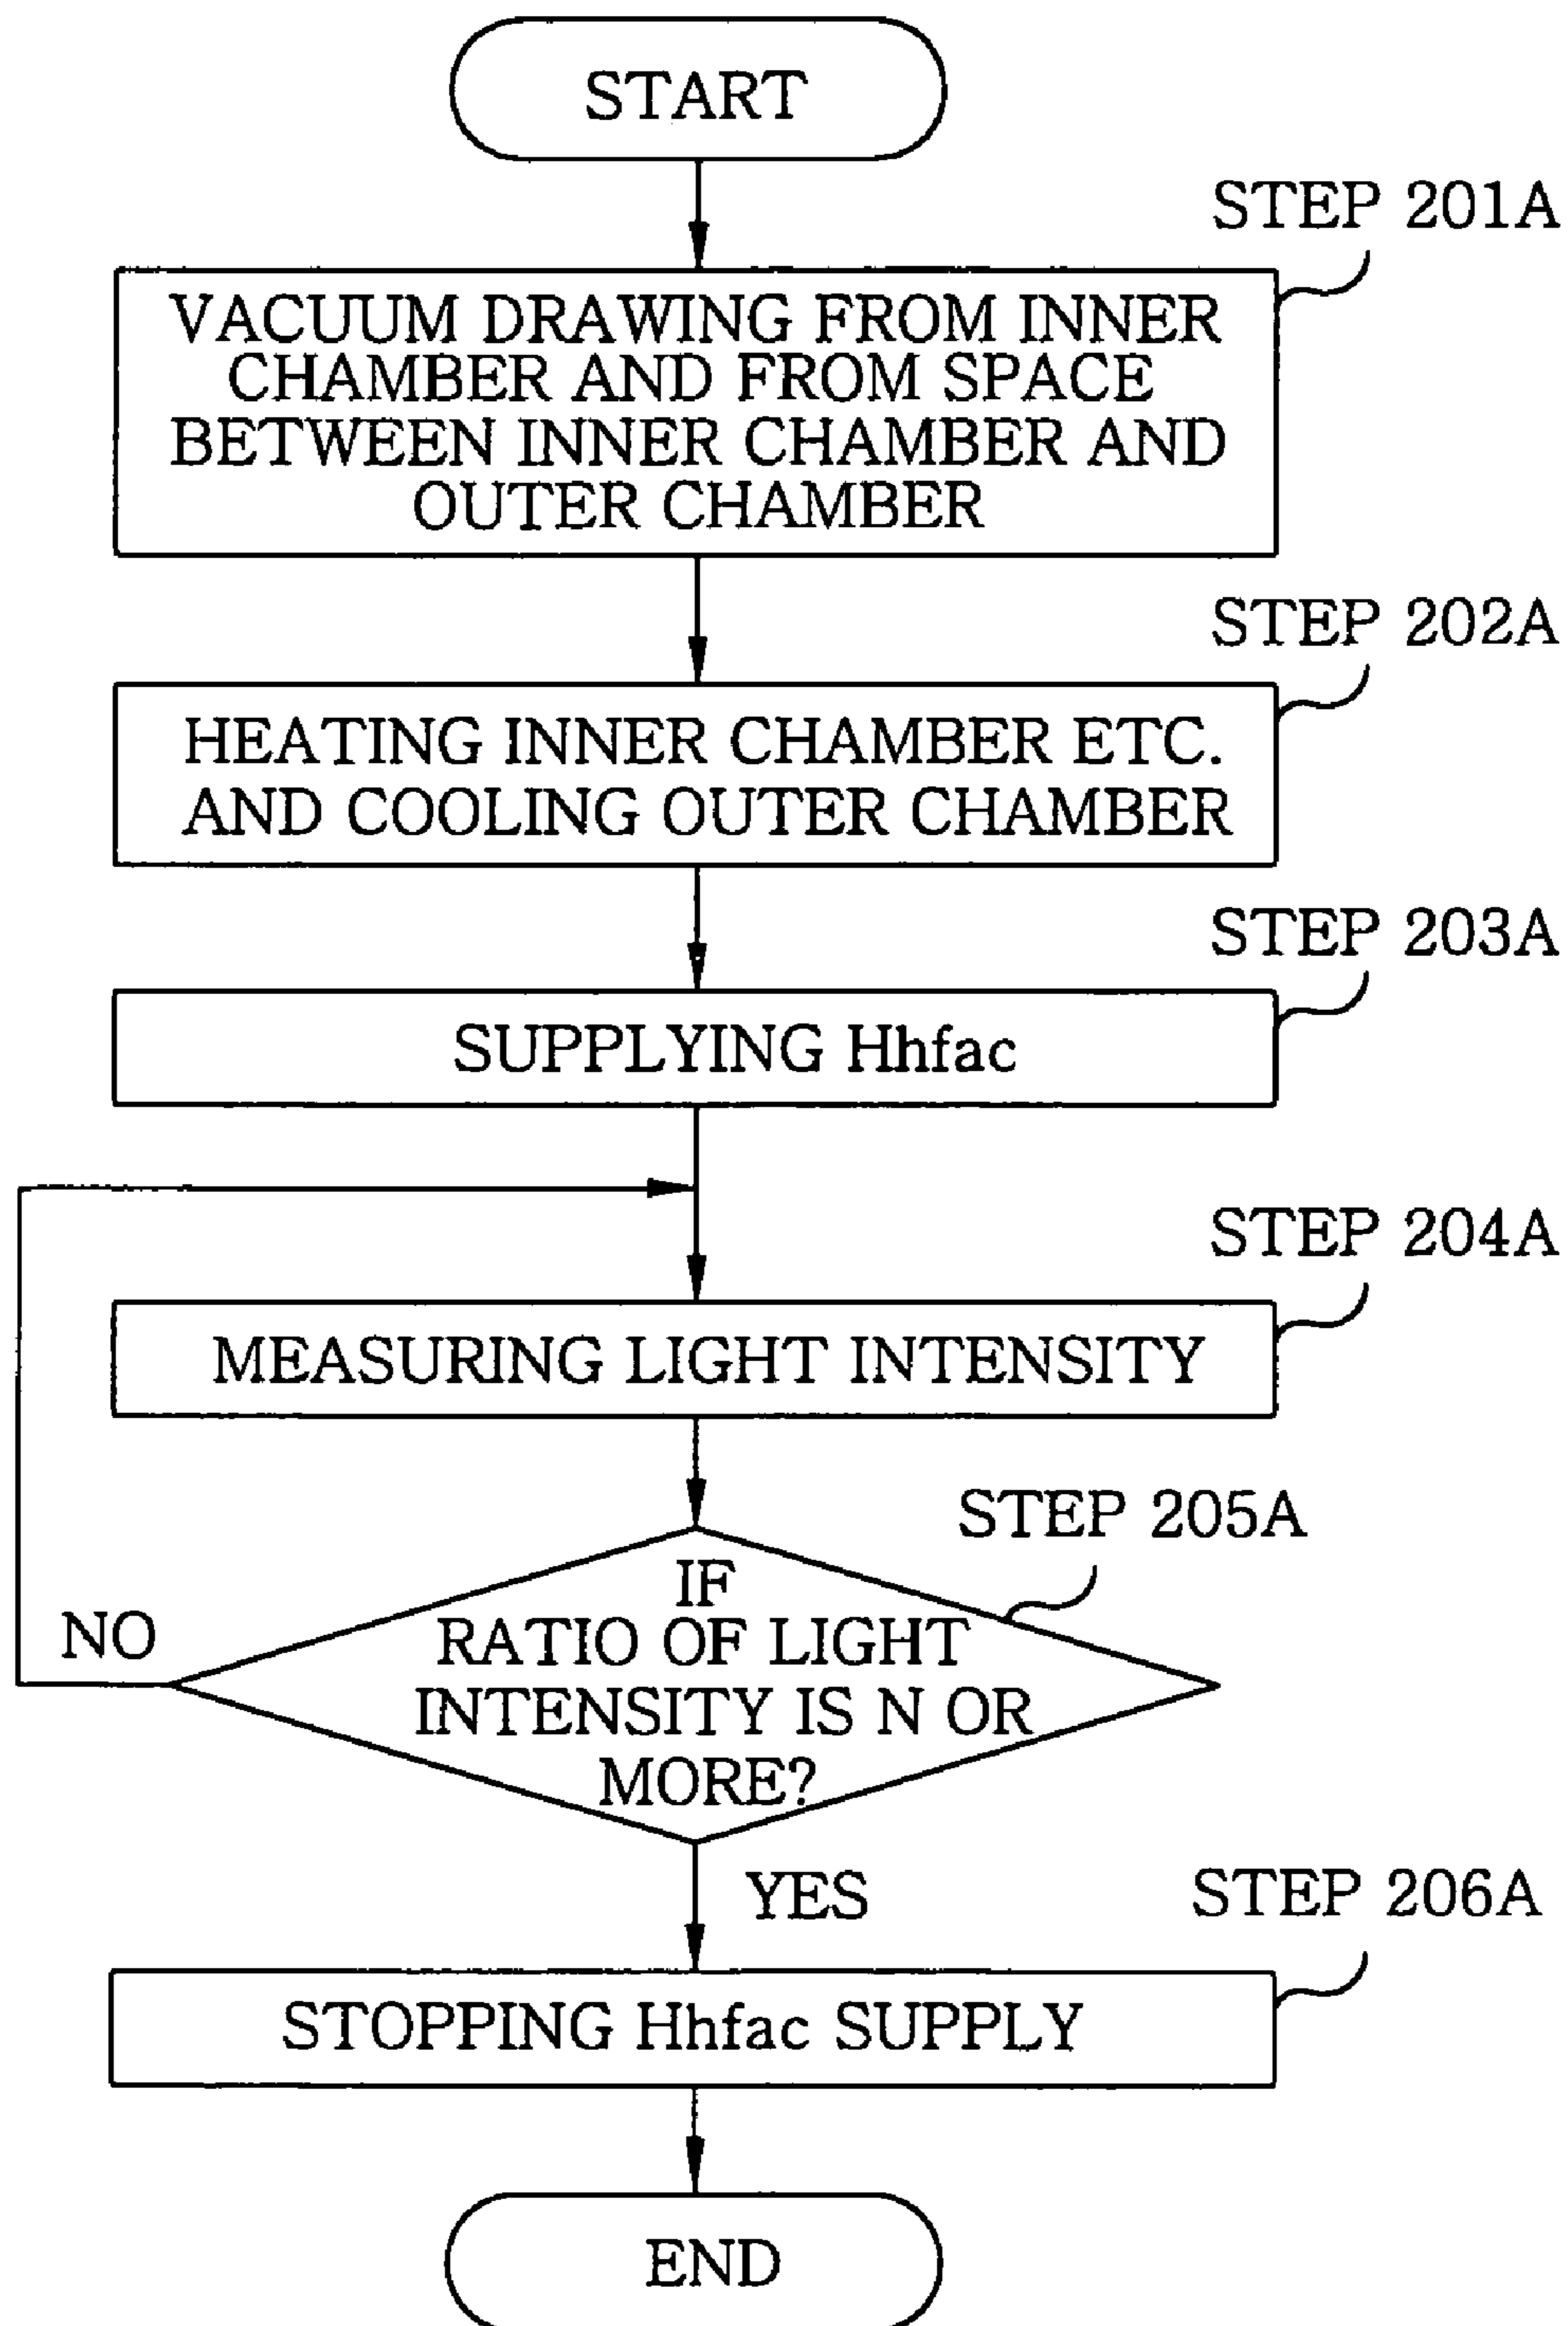 START
STEP 201A
VACUUM DRAWING FROM INNER
CHAMBER AND FROM SPACE
BETWEEN INNER CHAMBER AND
OUTER CHAMBER
STEP 202A
HEATING INNER CHAMBER ETC.
AND COOLING OUTER CHAMBER
STEP 203A
SUPPLYING Hhfac
STEP 204A
MEASURING LIGHT INTENSITY
STEP 205A
IF
RATIO OF LIGHT
INTENSITY IS N OR
MORE?
NO
YES
STEP 206A
STOPPING Hhfac SUPPLY
END